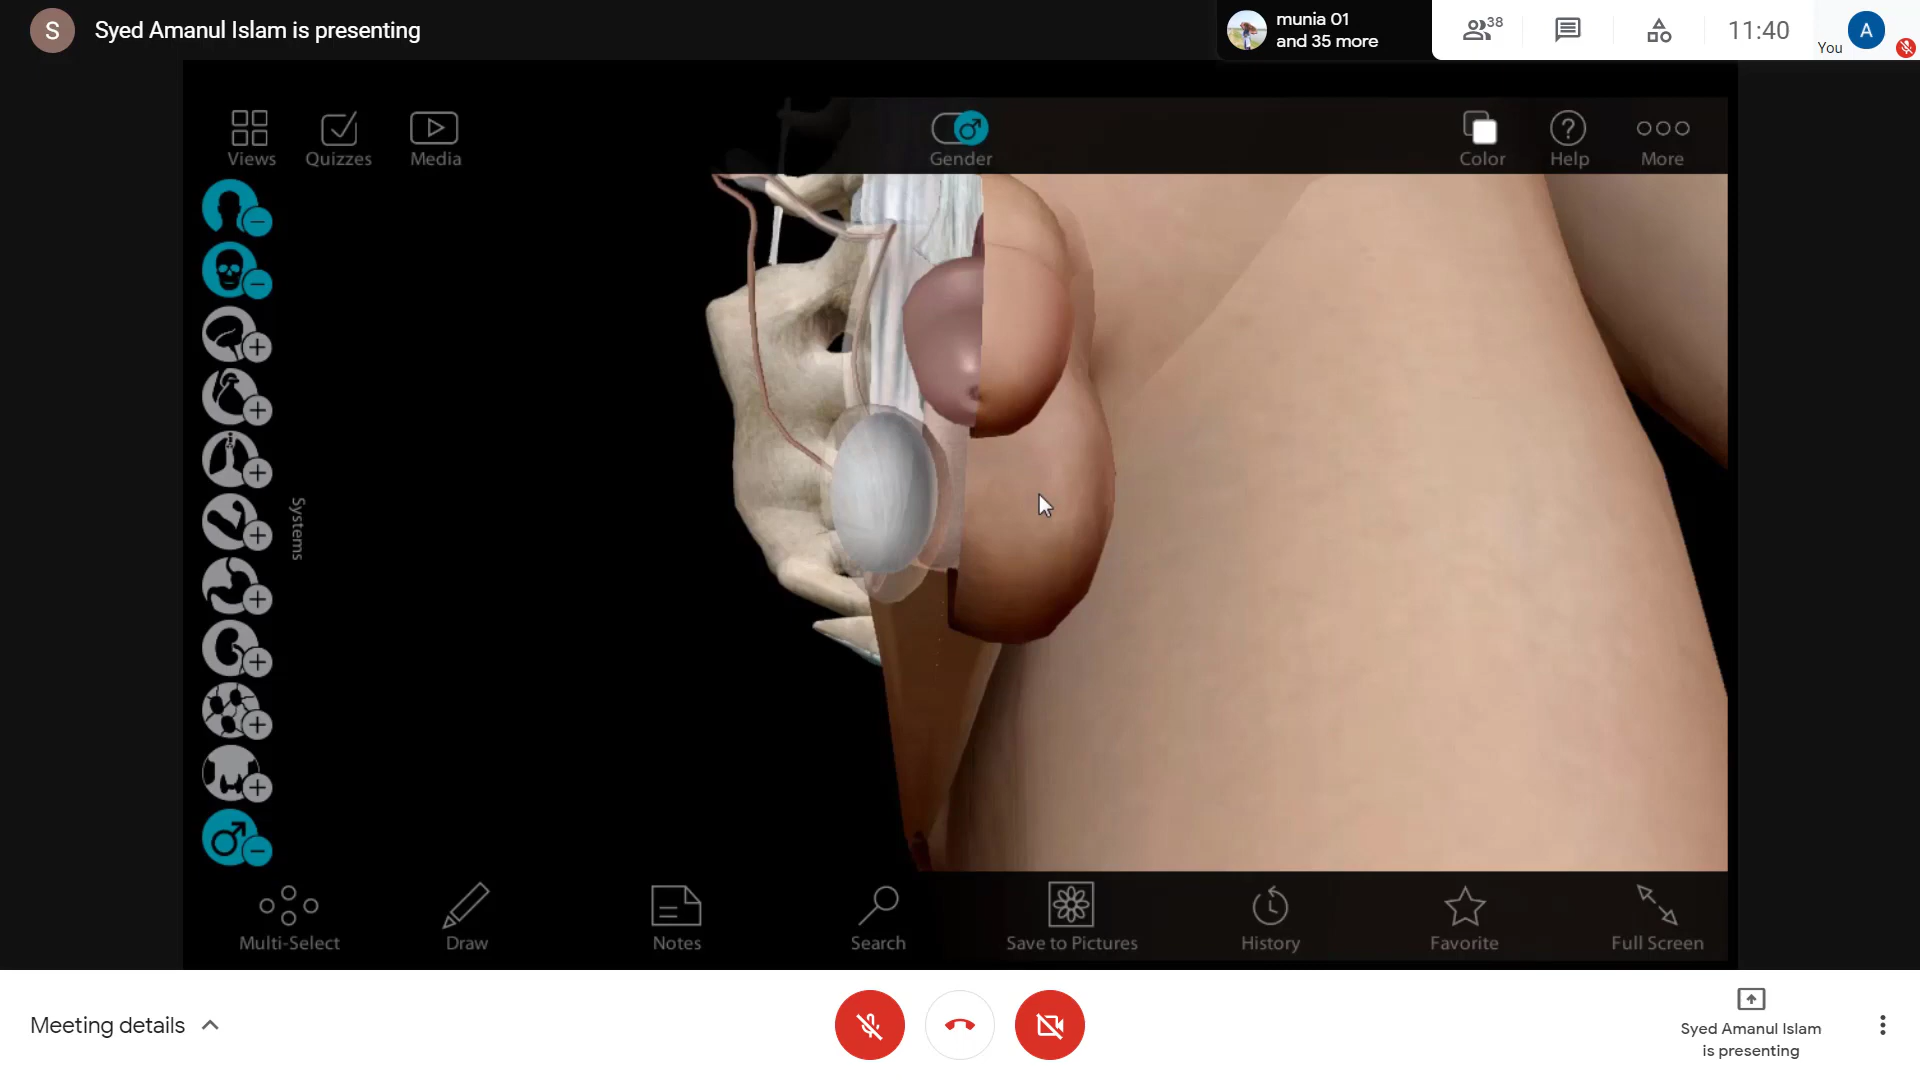 S
Syed Amanul Islam is presenting
munia 01
and 35 more
38
11:40
You
A
Views
Quizzes
Media
Gender
Color
Help
More
Systems
Multi-Select
Draw
Notes
Search
Save to Pictures
History
Favorite
Full Screen
Meeting details
Syed Amanul Islam
is presenting